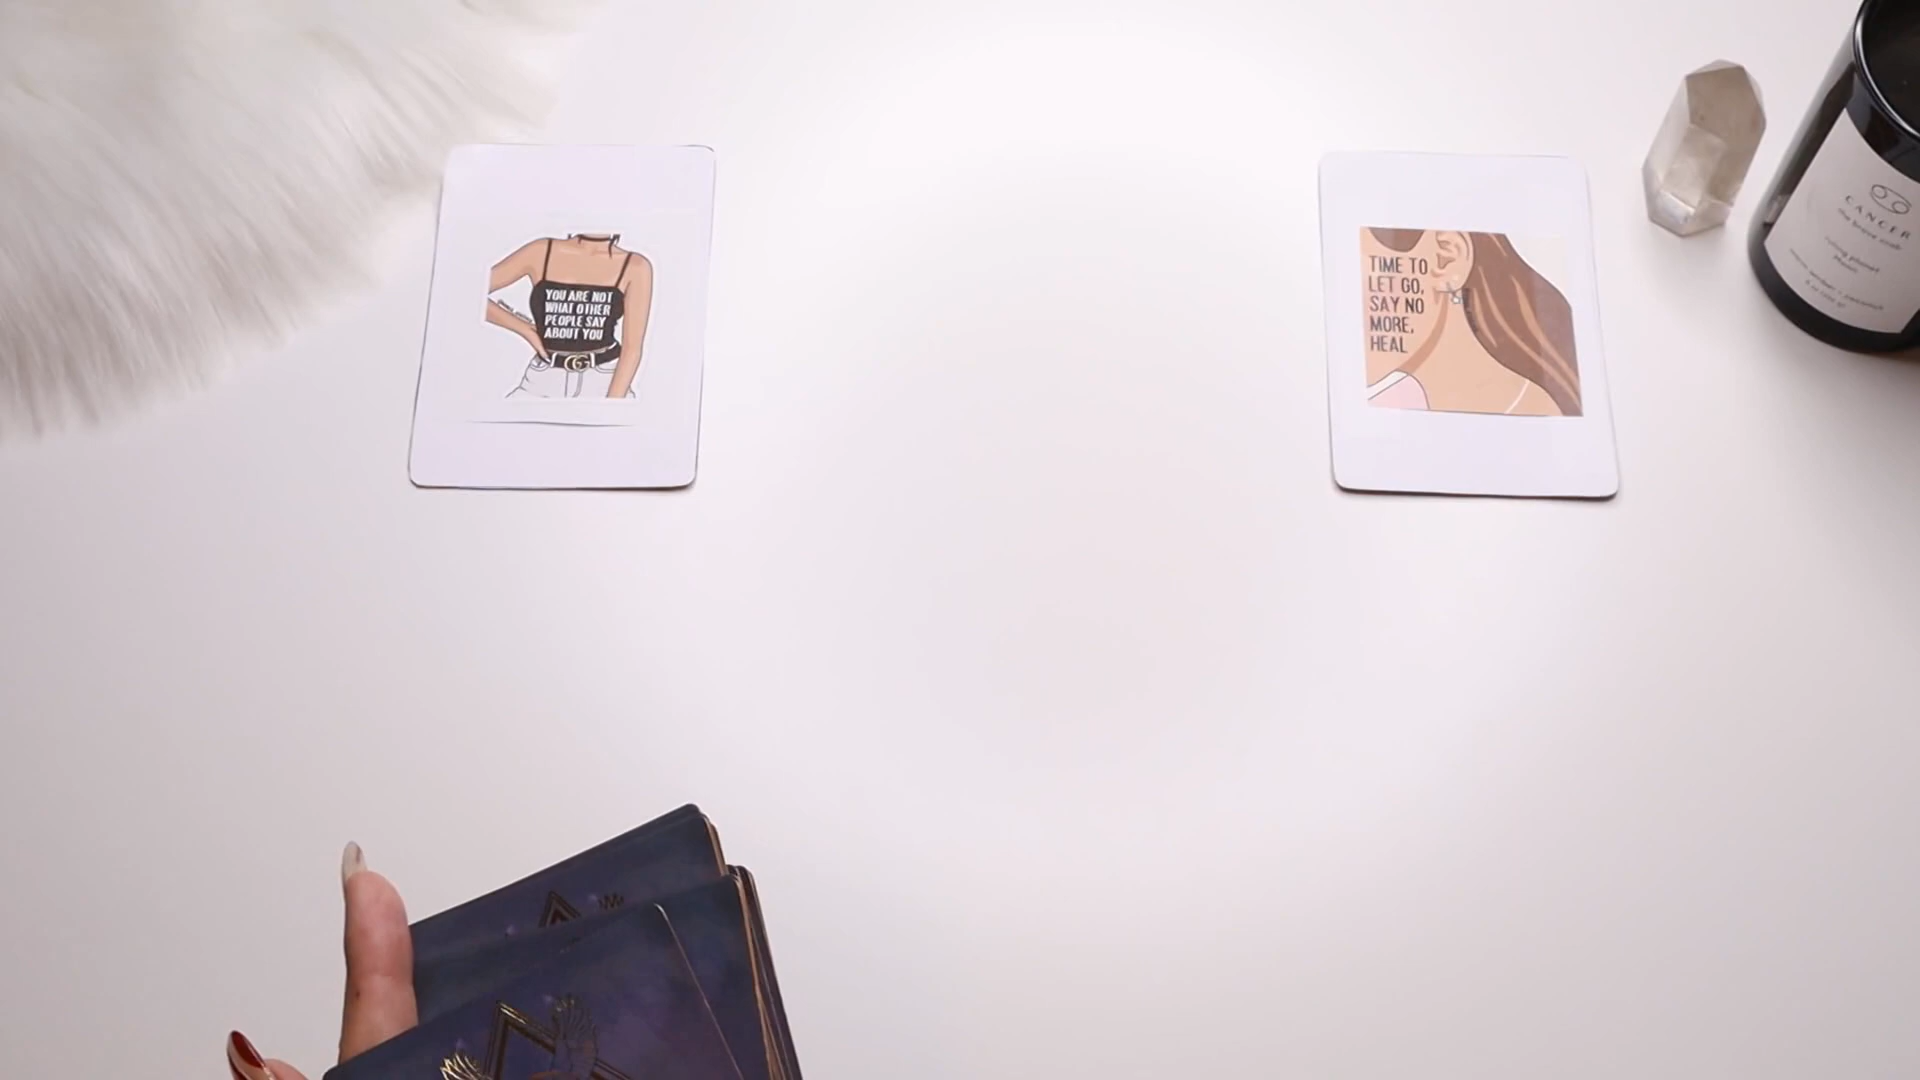 YOU ARE NOT
WHAT OTHER
PEOPLE SAY
ABOUT YOU
TIME TO
LET GO,
SAY NO
MORE,
HEAL
CANCER